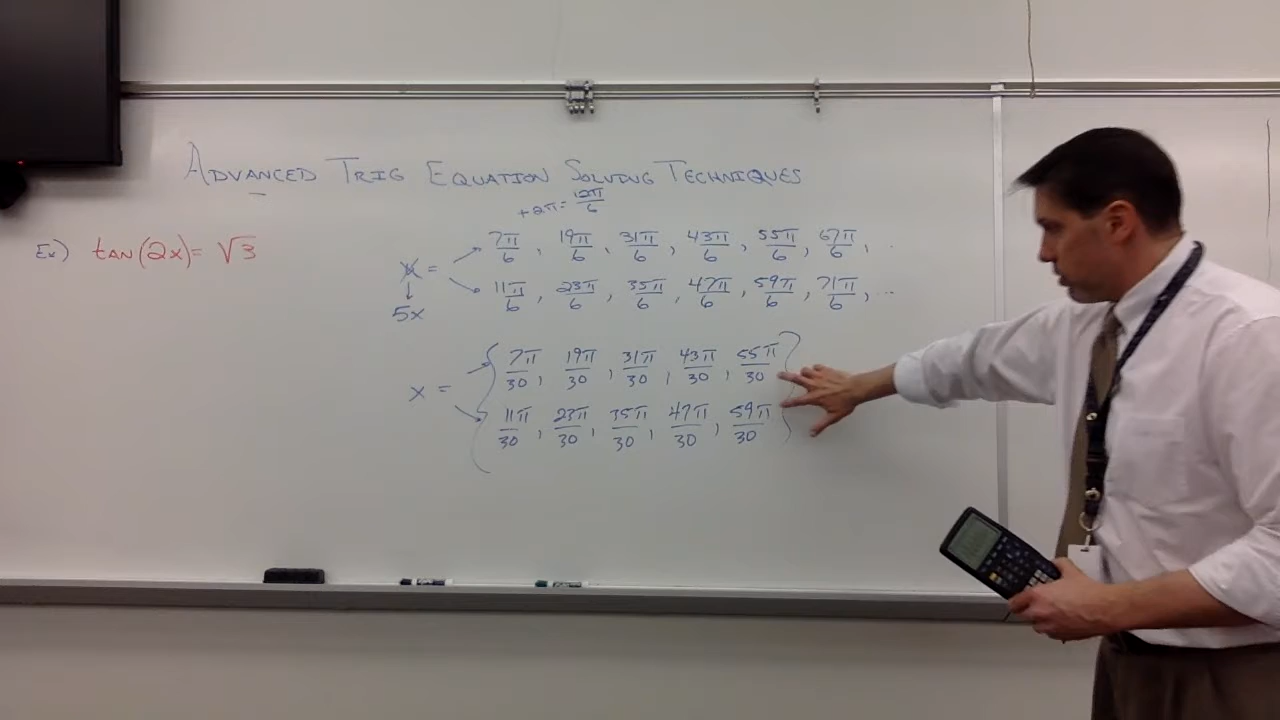 ADVANCED TRIG EQUATION SOLVING TECHNIQUES
+2π = 12π/6
Ex) tan(2x) = √3
x = 7π/6, 19π/6, 31π/6, 43π/6, 55π/6, 67π/6, ...
11π/6, 23π/6, 35π/6, 47π/6, 59π/6, 71π/6, ...
↓
5x
x = { 7π/30, 19π/30, 31π/30, 43π/30, 55π/30
11π/30, 23π/30, 35π/30, 47π/30, 59π/30 }